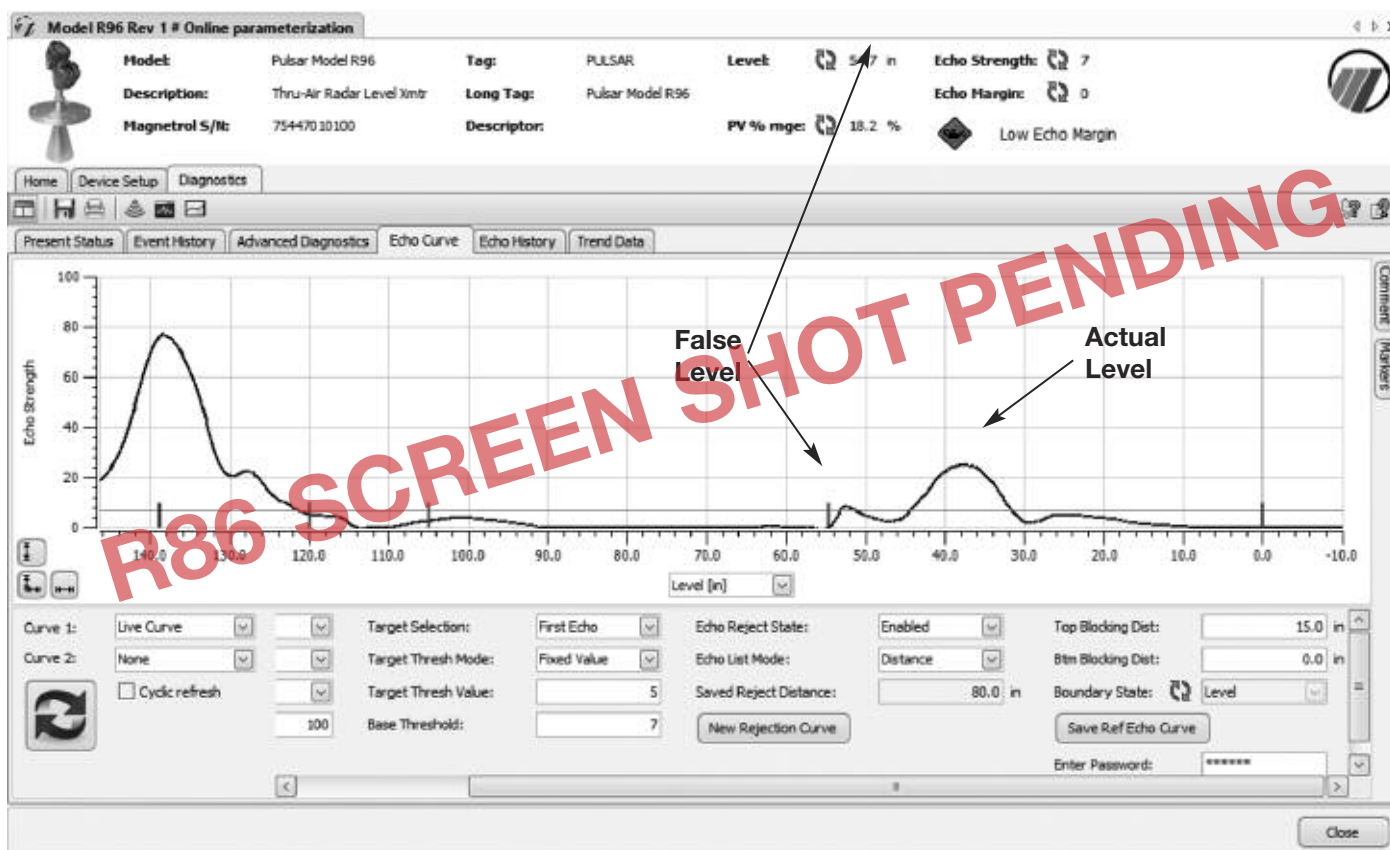 Model R96 Rev 1 # Online parameterization
Model: Pulsar Model R96 Tag: PULSAR Level: in Echo Strength: 7
Description: Thru-Air Radar Level Xmtr Long Tag: Pulsar Model R96 Echo Margin: 0
Magnetrol S/N: 75447010100 Descriptor: PV % rnge: 18.2 % Low Echo Margin
Home Device Setup Diagnostics
Present Status Event History Advanced Diagnostics Echo Curve Echo History Trend Data
Comment
Markers
Echo Strength
100
80
60
40
20
0
False
Level
Actual
Level
R86 SCREEN SHOT PENDING
140.0 130.0 120.0 110.0 100.0 90.0 80.0 70.0 60.0 50.0 40.0 30.0 20.0 10.0 0.0 -10.0
Level [in]
Curve 1: Live Curve Target Selection: First Echo Echo Reject State: Enabled Top Blocking Dist: 15.0 in
Curve 2: None Target Thresh Mode: Fixed Value Echo List Mode: Distance Btm Blocking Dist: 0.0 in
Cyclic refresh Target Thresh Value: 5 Saved Reject Distance: 80.0 in Boundary State: Level
100 Base Threshold: 7 New Rejection Curve Save Ref Echo Curve
Enter Password: ******
Close